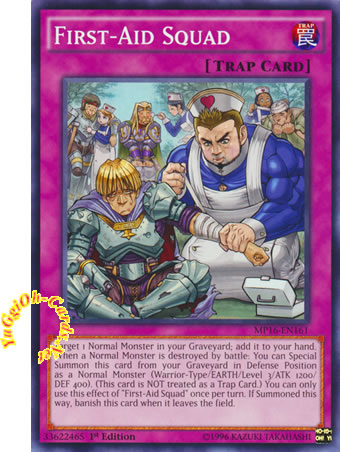 FIRST-AID SQUAD
TRAP
罠
[TRAP CARD]
MP16-EN161
YuGgiOh-Cardspyker
Target 1 Normal Monster in your Graveyard; add it to your hand.
When a Normal Monster is destroyed by battle: You can Special
Summon this card from your Graveyard in Defense Position
as a Normal Monster (Warrior-Type/EARTH/Level 3/ATK 1200/
DEF 400). (This card is NOT treated as a Trap Card.) You can only
use this effect of "First-Aid Squad" once per turn. If Summoned this
way, banish this card when it leaves the field.
33622465
1st Edition
©1996 KAZUKI TAKAHASHI